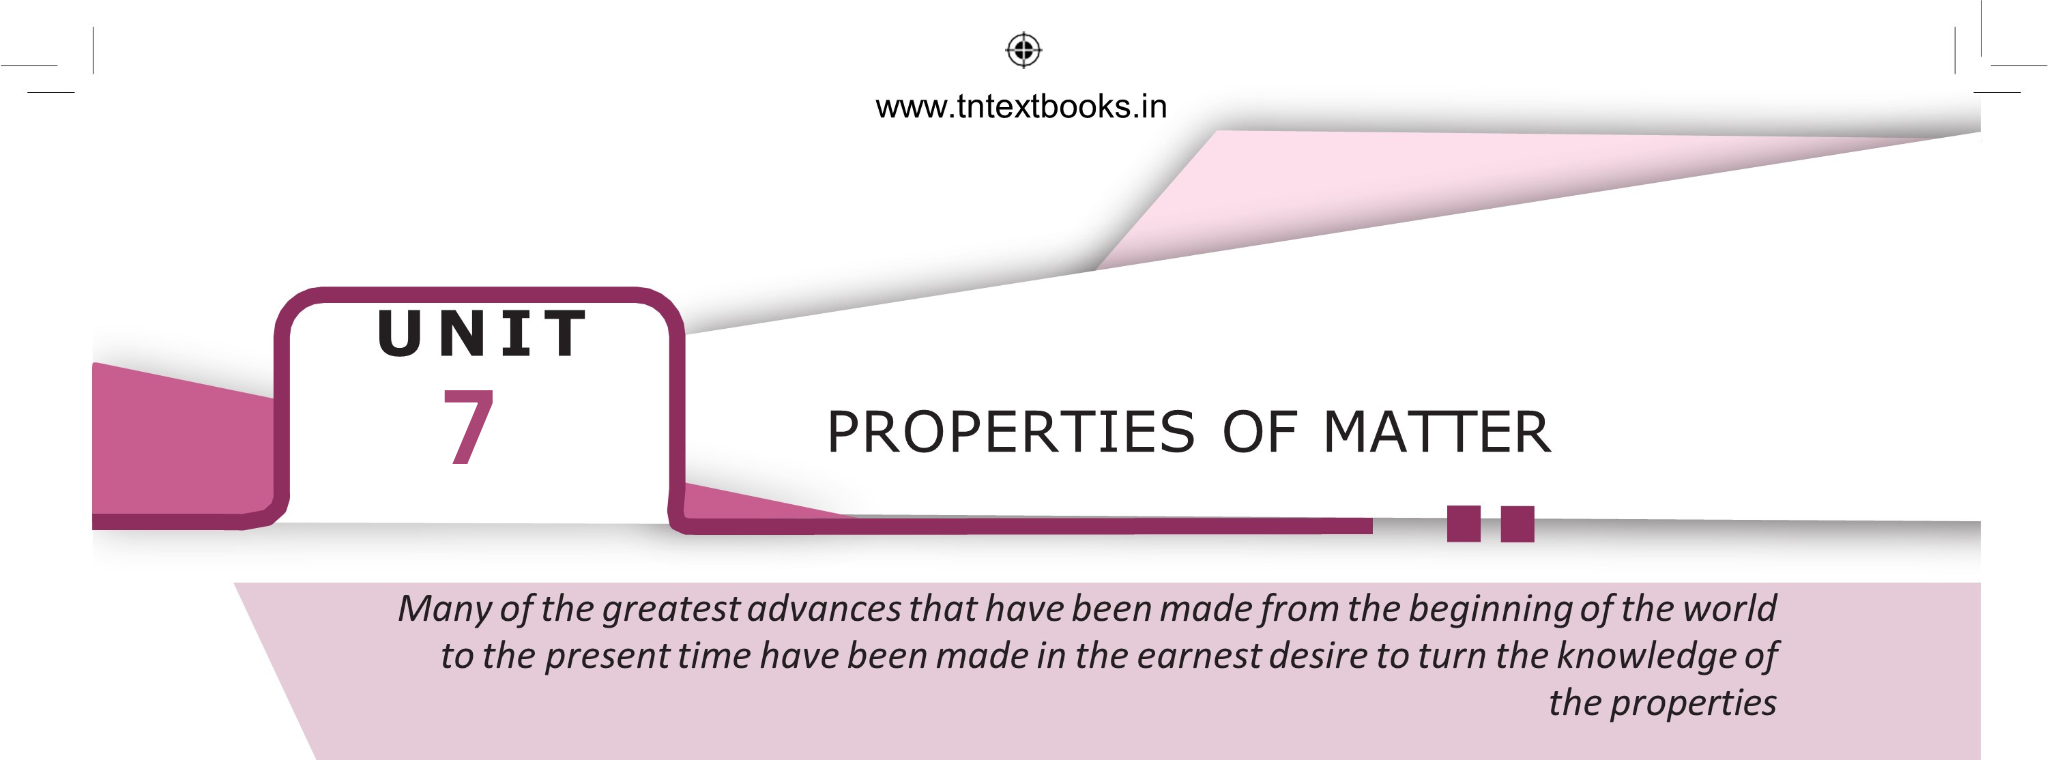 www.tntextbooks.in
UNIT
7
PROPERTIES OF MATTER
Many of the greatest advances that have been made from the beginning of the world
to the present time have been made in the earnest desire to turn the knowledge of
the properties